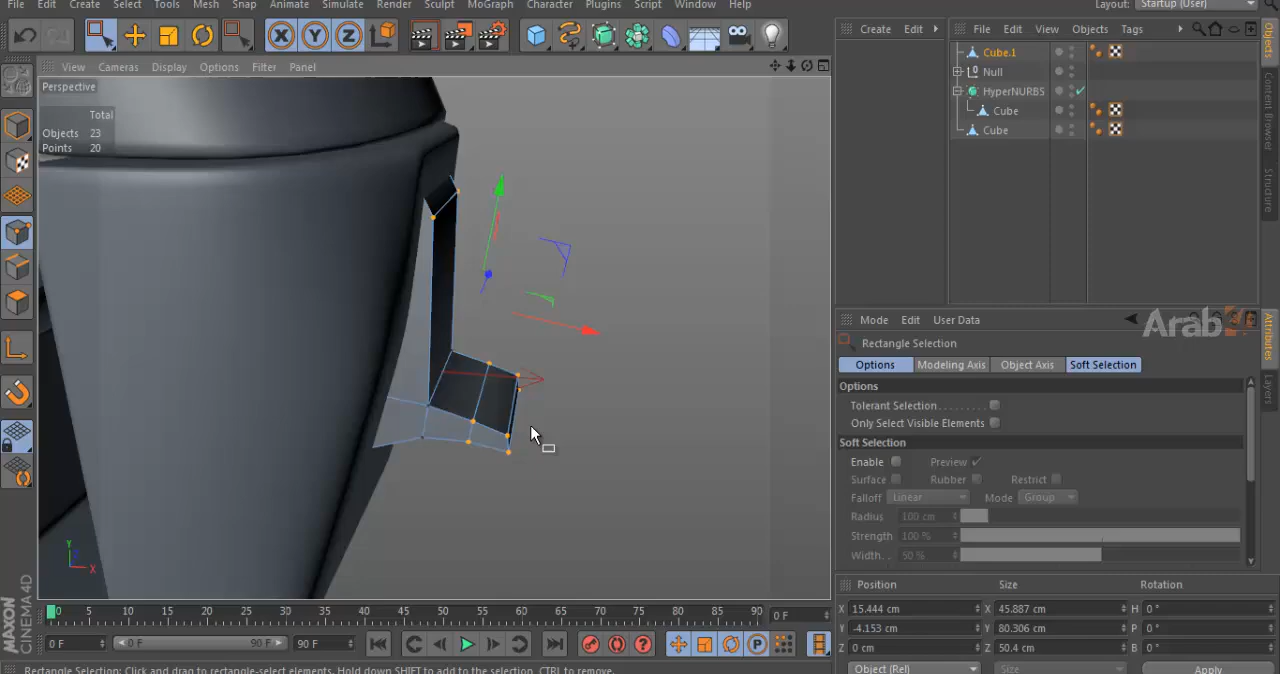 File Edit Create Select Tools Mesh Snap Animate Simulate Render Sculpt MoGraph Character Plugins Script Window Help
Layout: Startup (User)
X Y Z
View Cameras Display Options Filter Panel
Create Edit
File Edit View Objects Tags
Perspective
Total
Objects 23
Points 20
Cube.1
Null
HyperNURBS
Cube
Cube
Objects
Content Browser
Structure
Mode Edit User Data
Arab
Rectangle Selection
Options Modeling Axis Object Axis Soft Selection
Options
Tolerant Selection
Only Select Visible Elements
Soft Selection
Enable Preview
Surface Rubber Restrict
Falloff Linear Mode Group
Radius 100 cm
Strength 100 %
Width 50 %
Attributes
Layers
Y
X
0 5 10 15 20 25 30 35 40 45 50 55 60 65 70 75 80 85 90 0 F
0 F 0 F 90 F 90 F
Position Size Rotation
X 15.444 cm X 45.887 cm H 0 °
Y -4.153 cm Y 80.306 cm P 0 °
Z 0 cm Z 50.4 cm B 0 °
Object (Rel) Size Apply
MAXON
CINEMA 4D
Rectangle Selection: Click and drag to rectangle-select elements. Hold down SHIFT to add to the selection, CTRL to remove.